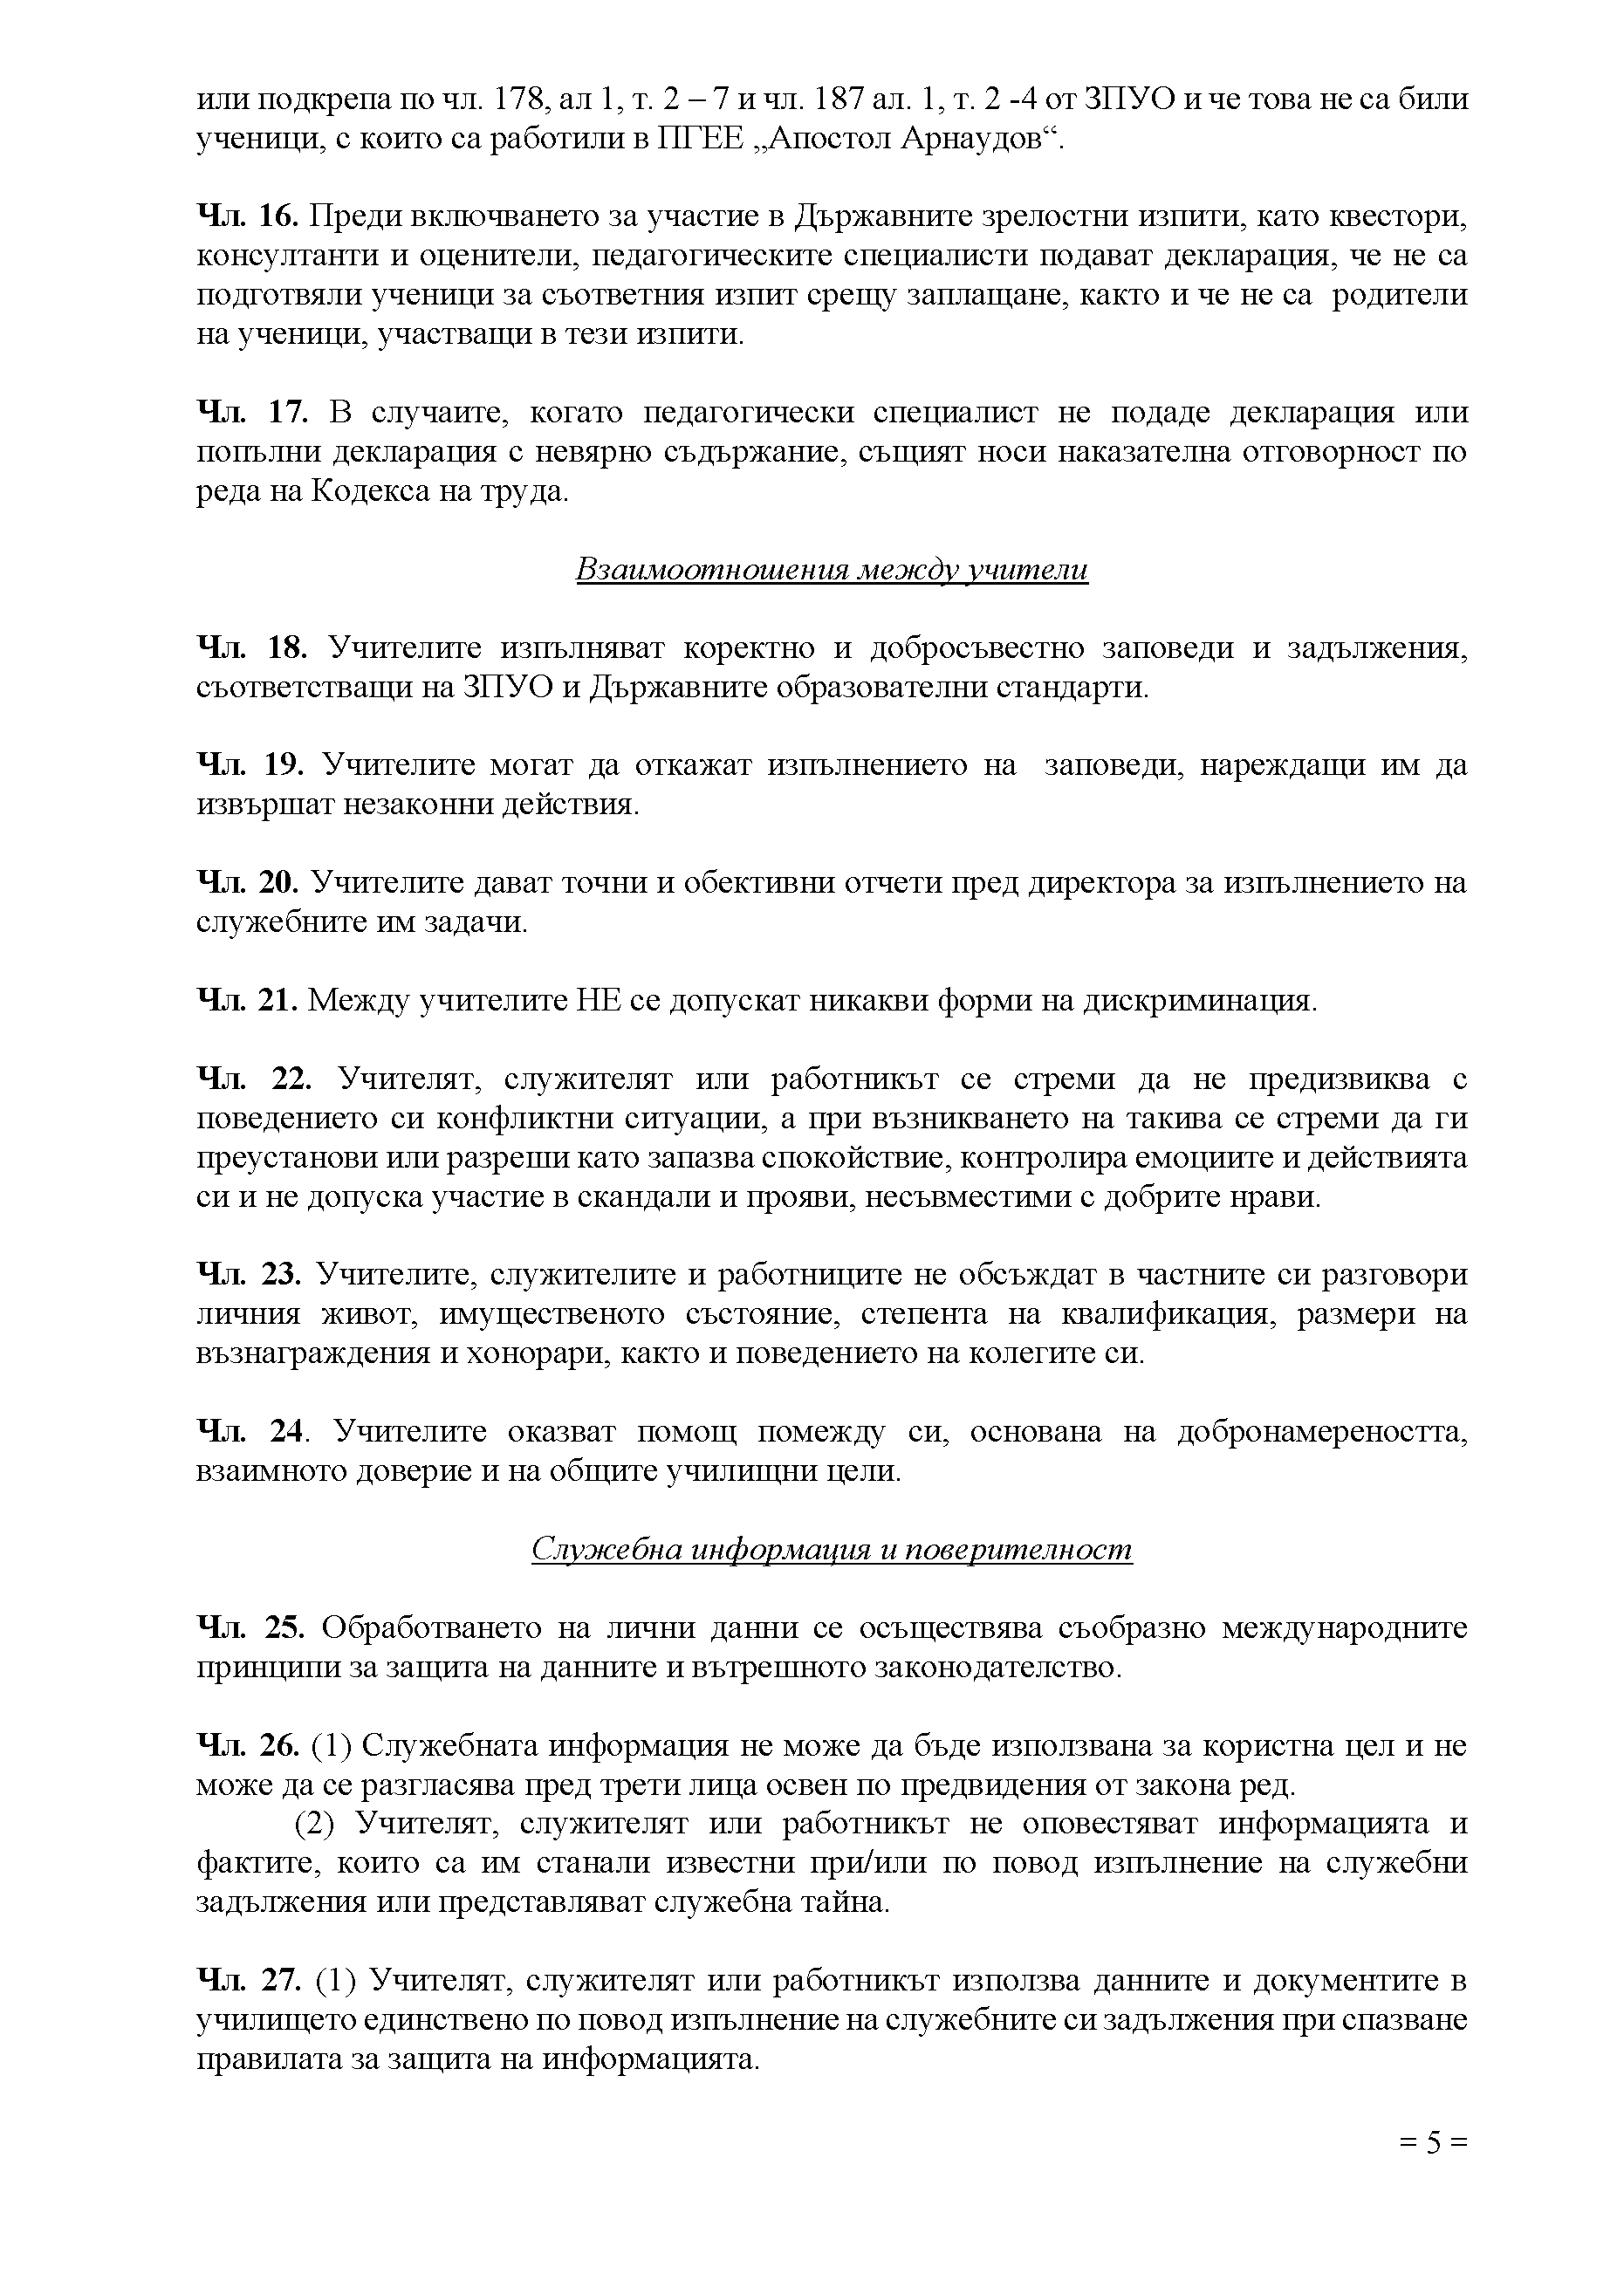 или подкрепа по чл. 178, ал 1, т. 2 – 7 и чл. 187 ал. 1, т. 2 -4 от ЗПУО и че това не са били
ученици, с които са работили в ПГЕЕ „Апостол Арнаудов“.
Чл. 16. Преди включването за участие в Държавните зрелостни изпити, като квестори,
консултанти и оценители, педагогическите специалисти подават декларация, че не са
подготвяли ученици за съответния изпит срещу заплащане, както и че не са родители
на ученици, участващи в тези изпити.
Чл. 17. В случаите, когато педагогически специалист не подаде декларация или
попълни декларация с невярно съдържание, същият носи наказателна отговорност по
реда на Кодекса на труда.
Взаимоотношения между учители
Чл. 18. Учителите изпълняват коректно и добросъвестно заповеди и задължения,
съответстващи на ЗПУО и Държавните образователни стандарти.
Чл. 19. Учителите могат да откажат изпълнението на заповеди, нареждащи им да
извършат незаконни действия.
Чл. 20. Учителите дават точни и обективни отчети пред директора за изпълнението на
служебните им задачи.
Чл. 21. Между учителите НЕ се допускат никакви форми на дискриминация.
Чл. 22. Учителят, служителят или работникът се стреми да не предизвиква с
поведението си конфликтни ситуации, а при възникването на такива се стреми да ги
преустанови или разреши като запазва спокойствие, контролира емоциите и действията
си и не допуска участие в скандали и прояви, несъвместими с добрите нрави.
Чл. 23. Учителите, служителите и работниците не обсъждат в частните си разговори
личния живот, имущественото състояние, степента на квалификация, размери на
възнаграждения и хонорари, както и поведението на колегите си.
Чл. 24. Учителите оказват помощ помежду си, основана на добронамереността,
взаимното доверие и на общите училищни цели.
Служебна информация и поверителност
Чл. 25. Обработването на лични данни се осъществява съобразно международните
принципи за защита на данните и вътрешното законодателство.
Чл. 26. (1) Служебната информация не може да бъде използвана за користна цел и не
може да се разгласява пред трети лица освен по предвидения от закона ред.
(2) Учителят, служителят или работникът не оповестяват информацията и
фактите, които са им станали известни при/или по повод изпълнение на служебни
задължения или представляват служебна тайна.
Чл. 27. (1) Учителят, служителят или работникът използва данните и документите в
училището единствено по повод изпълнение на служебните си задължения при спазване
правилата за защита на информацията.
= 5 =